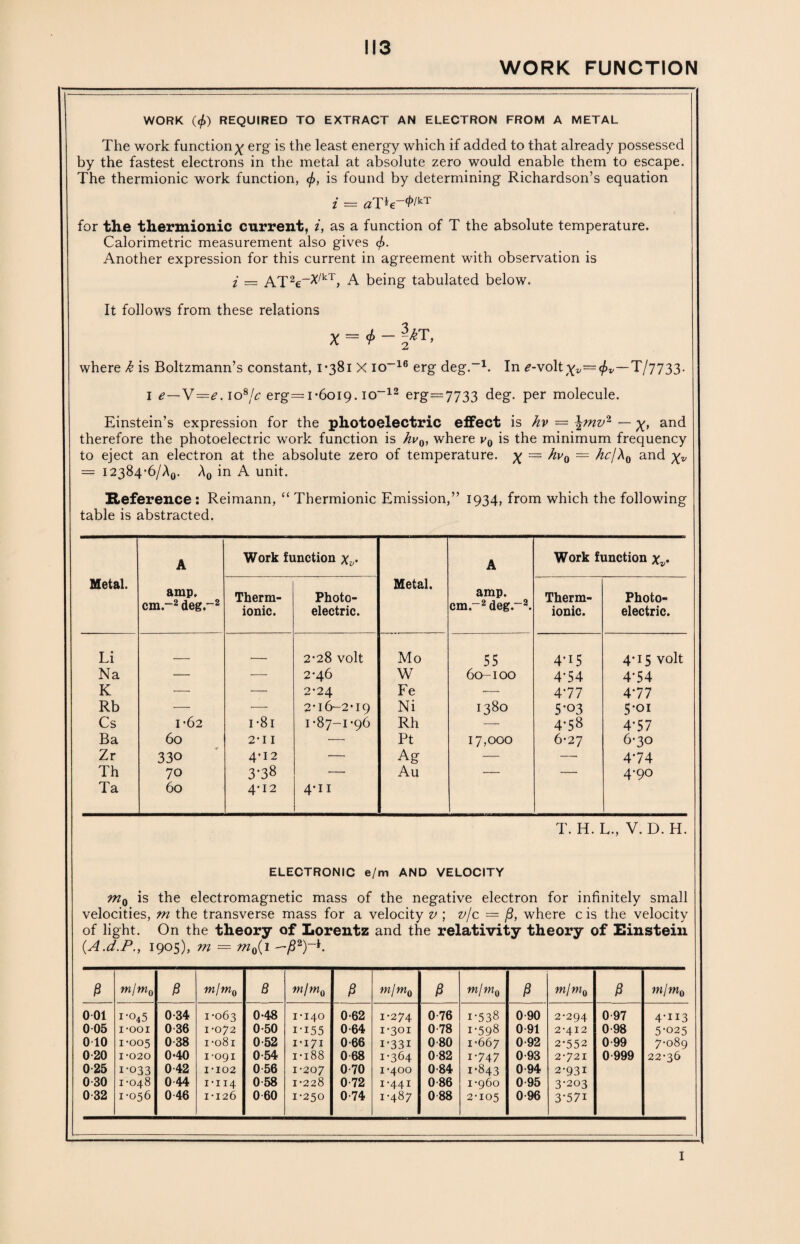 113
WORK FUNCTION
WORK (ϕ) REQUIRED TO EXTRACT AN ELECTRON FROM A METAL
The work function χ erg is the least energy which if added to that already possessed
by the fastest electrons in the metal at absolute zero would enable them to escape.
The thermionic work function, ϕ, is found by determining Richardson’s equation
i = aT½ϵ−ϕ/kT
for the thermionic current, i, as a function of T the absolute temperature.
Calorimetric measurement also gives ϕ.
Another expression for this current in agreement with observation is
i = AT²ϵ−χ/kT, A being tabulated below.
It follows from these relations
χ = ϕ − 3/2 kT,
where k is Boltzmann’s constant, 1·381 X 10⁻¹⁶ erg deg.⁻¹. In e-volt χᵥ=ϕᵥ—T/7733.
1 e—V=e.10⁸/c erg=1·6019.10⁻¹² erg=7733 deg. per molecule.
Einstein’s expression for the photoelectric effect is hν = ½mv² — χ, and
therefore the photoelectric work function is hν₀, where ν₀ is the minimum frequency
to eject an electron at the absolute zero of temperature. χ = hν₀ = hc/λ₀ and χᵥ
= 12384·6/λ₀. λ₀ in A unit.
Reference: Reimann, “ Thermionic Emission,” 1934, from which the following
table is abstracted.
Metal. A amp. cm.⁻² deg.⁻² Work function χᵥ. Therm-ionic. Photo-electric. Metal. A amp. cm.⁻² deg.⁻². Work function χᵥ. Therm-ionic. Photo-electric.
Li — — 2·28 volt Mo 55 4·15 4·15 volt
Na — — 2·46 W 60-100 4·54 4·54
K — — 2·24 Fe — 4·77 4·77
Rb — — 2·16-2·19 Ni 1380 5·03 5·01
Cs 1·62 1·81 1·87-1·96 Rh — 4·58 4·57
Ba 60 2·11 — Pt 17,000 6·27 6·30
Zr 330 4·12 — Ag — — 4·74
Th 70 3·38 — Au — — 4·90
Ta 60 4·12 4·11
T. H. L., V. D. H.
ELECTRONIC e/m AND VELOCITY
m₀ is the electromagnetic mass of the negative electron for infinitely small
velocities, m the transverse mass for a velocity v ; v/c = β, where c is the velocity
of light. On the theory of Lorentz and the relativity theory of Einstein
(A.d.P., 1905), m = m₀(1 —β²)⁻½.
β m/m₀ β m/m₀ β m/m₀ β m/m₀ β m/m₀ β m/m₀ β m/m₀
0·01 1·0₄5 0·34 1·063 0·48 1·140 0·62 1·274 0·76 1·538 0·90 2·294 0·97 4·113
0·05 1·001 0·36 1·072 0·50 1·155 0·64 1·301 0·78 1·598 0·91 2·412 0·98 5·025
0·10 1·005 0·38 1·081 0·52 1·171 0·66 1·331 0·80 1·667 0·92 2·552 0·99 7·089
0·20 1·020 0·40 1·091 0·54 1·188 0·68 1·364 0·82 1·747 0·93 2·721 0·999 22·36
0·25 1·033 0·42 1·102 0·56 1·207 0·70 1·400 0·84 1·843 0·94 2·931
0·30 1·048 0·44 1·114 0·58 1·228 0·72 1·441 0·86 1·960 0·95 3·203
0·32 1·056 0·46 1·126 0·60 1·250 0·74 1·487 0·88 2·105 0·96 3·571
I